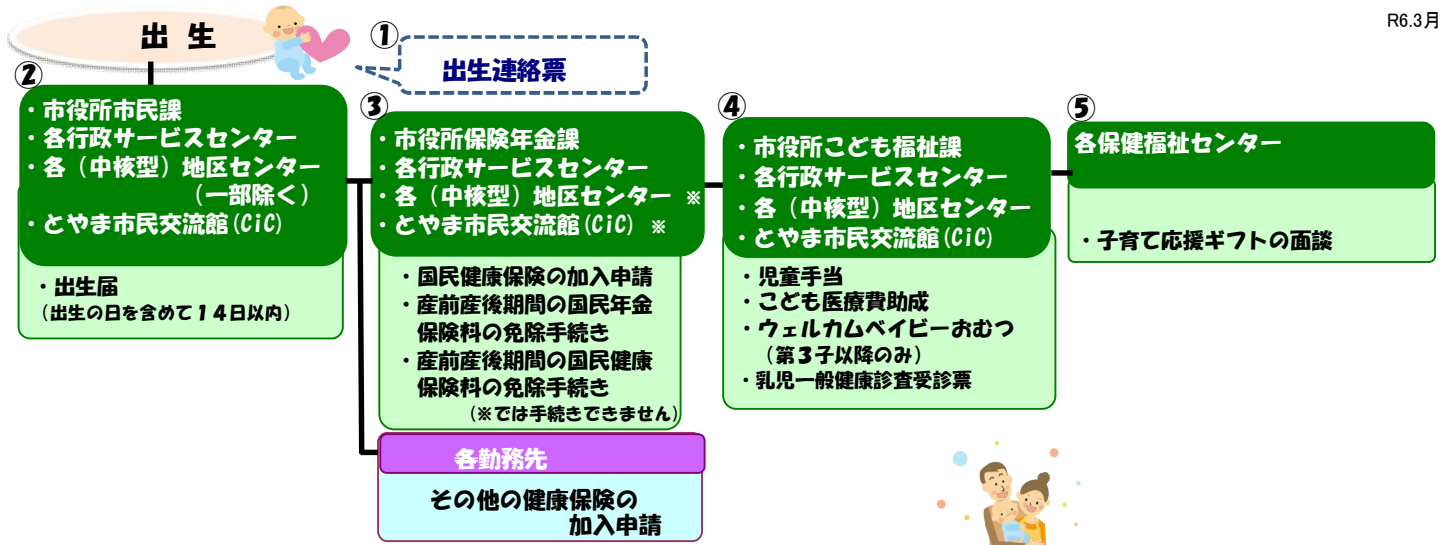 R6.3月
出 生
①
出生連絡票
②
・市役所市民課
・各行政サービスセンター
・各（中核型）地区センター
（一部除く）
・とやま市民交流館(CiC)
・出生届
（出生の日を含めて１４日以内）
③
・市役所保険年金課
・各行政サービスセンター
・各（中核型）地区センター ※
・とやま市民交流館(CiC) ※
・国民健康保険の加入申請
・産前産後期間の国民年金
保険料の免除手続き
・産前産後期間の国民健康
保険料の免除手続き
（※では手続きできません）
各勤務先
その他の健康保険の
加入申請
④
・市役所こども福祉課
・各行政サービスセンター
・各（中核型）地区センター
・とやま市民交流館(CiC)
・児童手当
・こども医療費助成
・ウェルカムベイビーおむつ
（第３子以降のみ）
・乳児一般健康診査受診票
⑤
各保健福祉センター
・子育て応援ギフトの面談